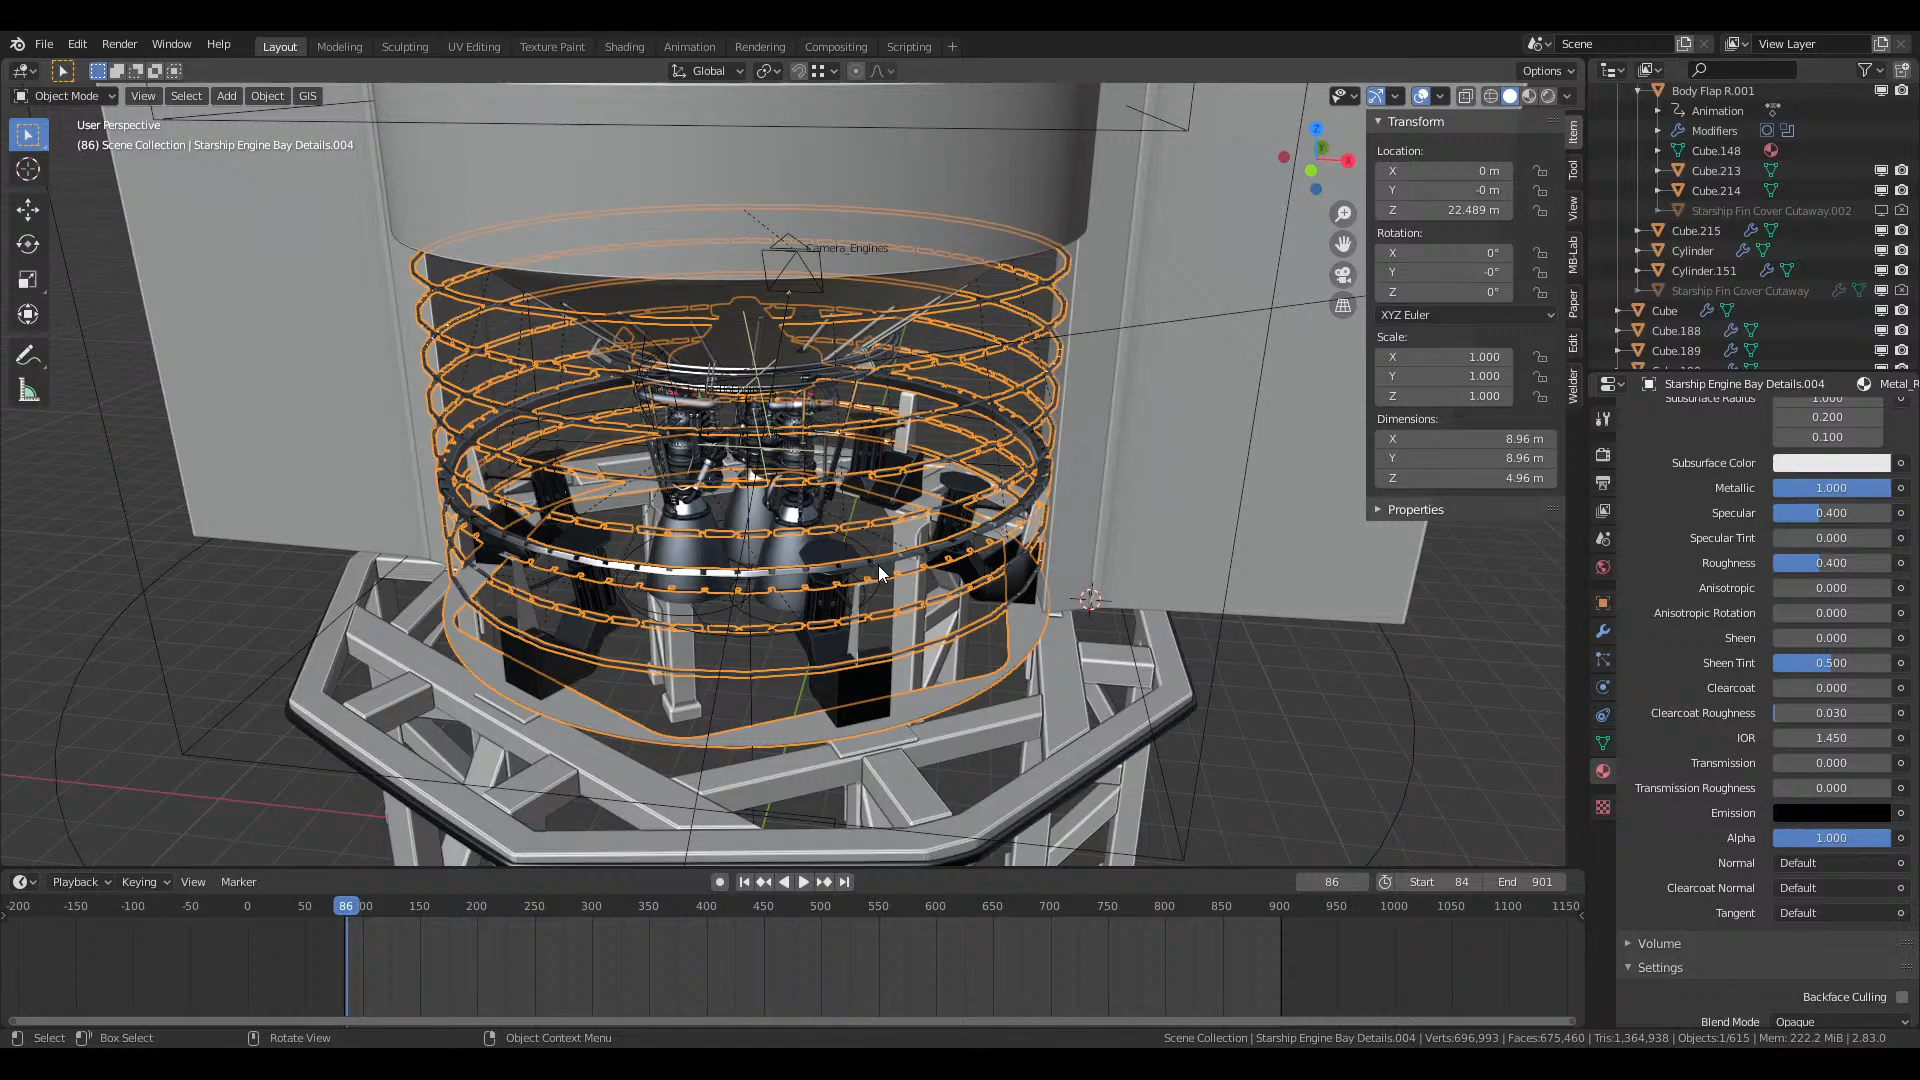 File Edit Render Window Help Layout Modeling Sculpting UV Editing Texture Paint Shading Animation Rendering Compositing Scripting + Scene View Layer
Global Options
Object Mode View Select Add Object GIS
User Perspective
(86) Scene Collection | Starship Engine Bay Details.004
Camera_Engines
Z
Y
X
Transform
Location:
X 0 m
Y -0 m
Z 22.489 m
Rotation:
X 0°
Y -0°
Z 0°
XYZ Euler
Scale:
X 1.000
Y 1.000
Z 1.000
Dimensions:
X 8.96 m
Y 8.96 m
Z 4.96 m
Properties
Item
Tool
View
MB-Lab
Paper
Edit
Welder
Body Flap R.001
Animation
Modifiers
Cube.148
Cube.213
Cube.214
Starship Fin Cover Cutaway.002
Cube.215
Cylinder
Cylinder.151
Starship Fin Cover Cutaway
Cube
Cube.188
Cube.189
Starship Engine Bay Details.004 Metal_R
Subsurface Radius 1.000
0.200
0.100
Subsurface Color
Metallic 1.000
Specular 0.400
Specular Tint 0.000
Roughness 0.400
Anisotropic 0.000
Anisotropic Rotation 0.000
Sheen 0.000
Sheen Tint 0.500
Clearcoat 0.000
Clearcoat Roughness 0.030
IOR 1.450
Transmission 0.000
Transmission Roughness 0.000
Emission
Alpha 1.000
Normal Default
Clearcoat Normal Default
Tangent Default
Volume
Settings
Backface Culling
Blend Mode Opaque
Playback Keying View Marker 86 Start 84 End 901
-200 -150 -100 -50 0 50 86 00 150 200 250 300 350 400 450 500 550 600 650 700 750 800 850 900 950 1000 1050 1100 1150
Select Box Select Rotate View Object Context Menu Scene Collection | Starship Engine Bay Details.004 | Verts:696,993 | Faces:675,460 | Tris:1,364,938 | Objects:1/615 | Mem: 222.2 MiB | 2.83.0